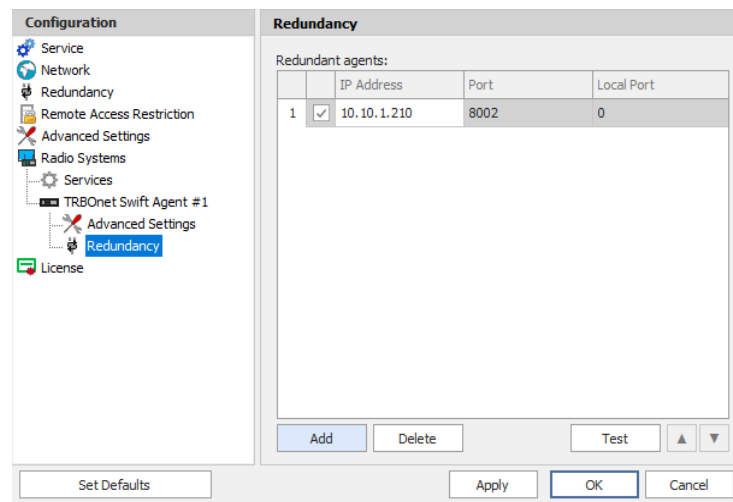 Configuration
Service
Network
Redundancy
Remote Access Restriction
Advanced Settings
Radio Systems
Services
TRBOnet Swift Agent #1
Advanced Settings
Redundancy
License
Redundancy
Redundant agents:
IP Address Port Local Port
1 10.10.1.210 8002 0
Add Delete Test
Set Defaults Apply OK Cancel